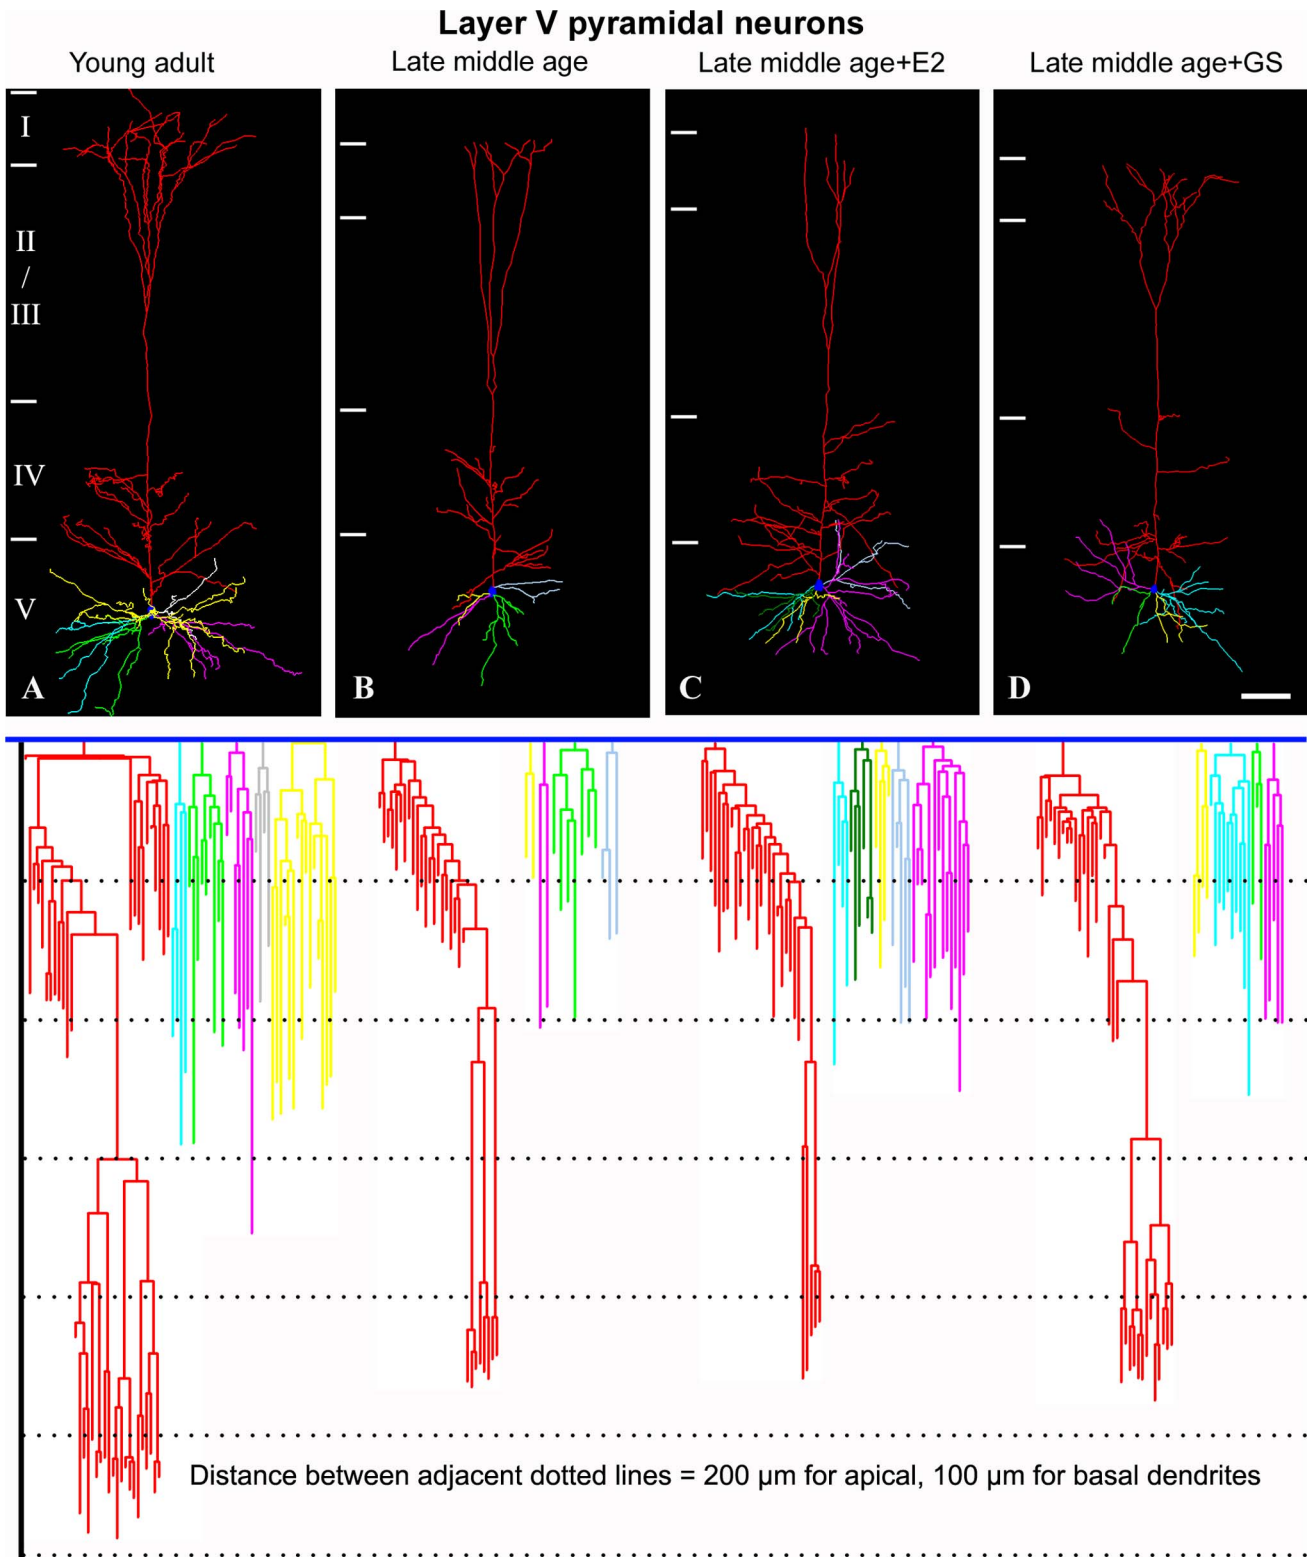 Layer V pyramidal neurons
Young adult
Late middle age
Late middle age+E2
Late middle age+GS
I
II
/
III
IV
V
A
B
C
D
Distance between adjacent dotted lines = 200 µm for apical, 100 µm for basal dendrites